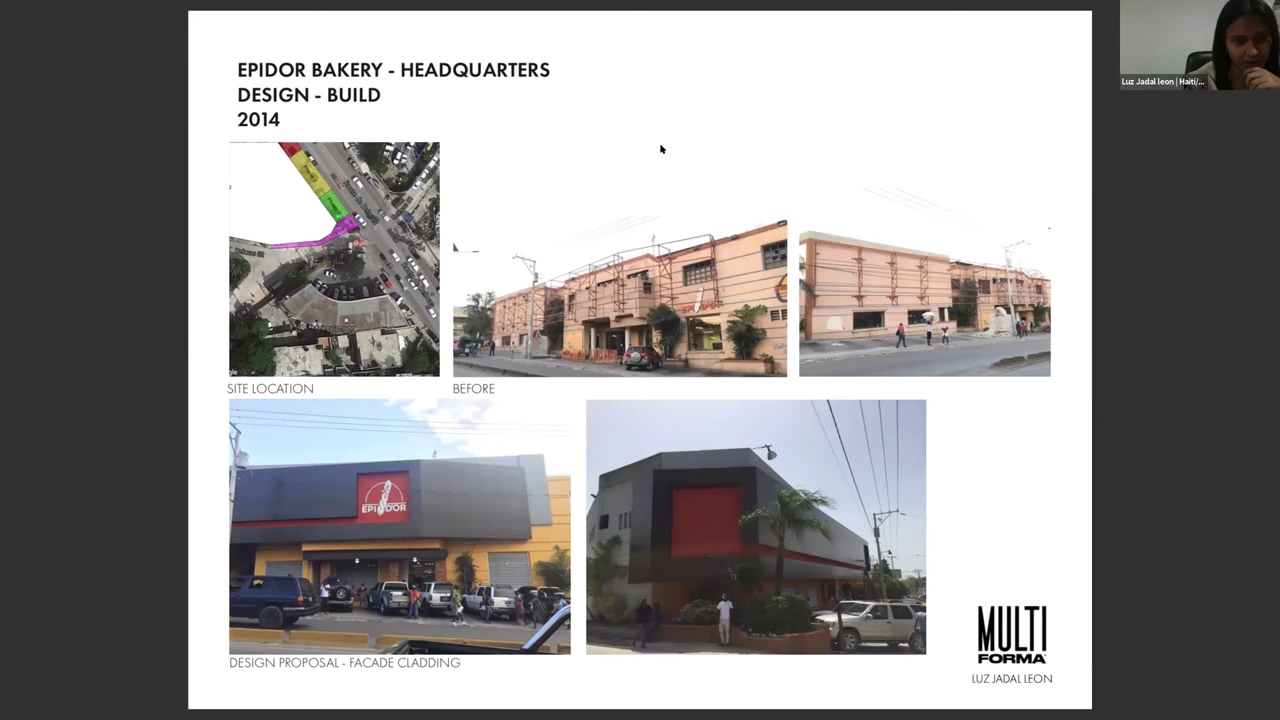 EPIDOR BAKERY - HEADQUARTERS
DESIGN - BUILD
2014
Luz Jadal leon | Haiti/...
SITE LOCATION
BEFORE
EPIDOR
DESIGN PROPOSAL - FACADE CLADDING
MULTI
FORMA
LUZ JADAL LEON